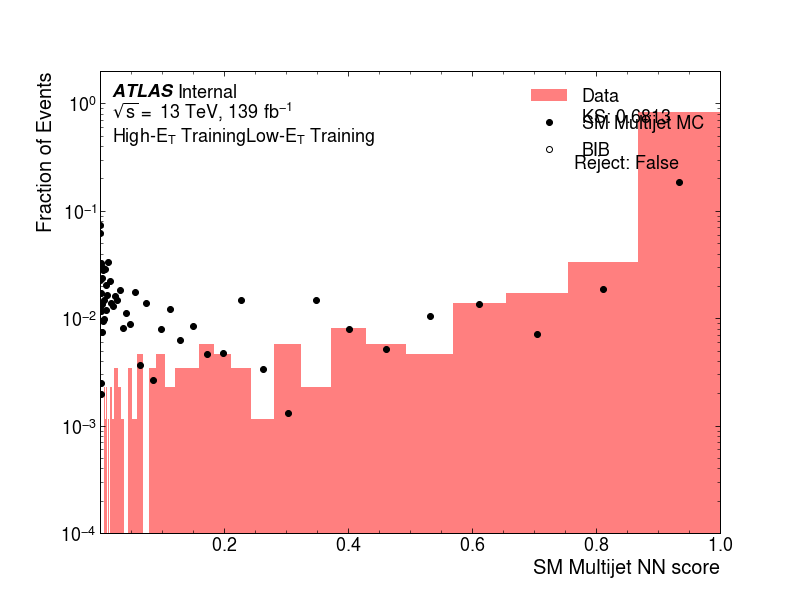 ATLAS Internal
√s = 13 TeV, 139 fb⁻¹
High-E_T TrainingLow-E_T Training
Data
KS: 0.6813
SM Multijet MC
BIB
Reject: False
Fraction of Events
10⁰
10⁻¹
10⁻²
10⁻³
10⁻⁴
0.2 0.4 0.6 0.8 1.0
SM Multijet NN score